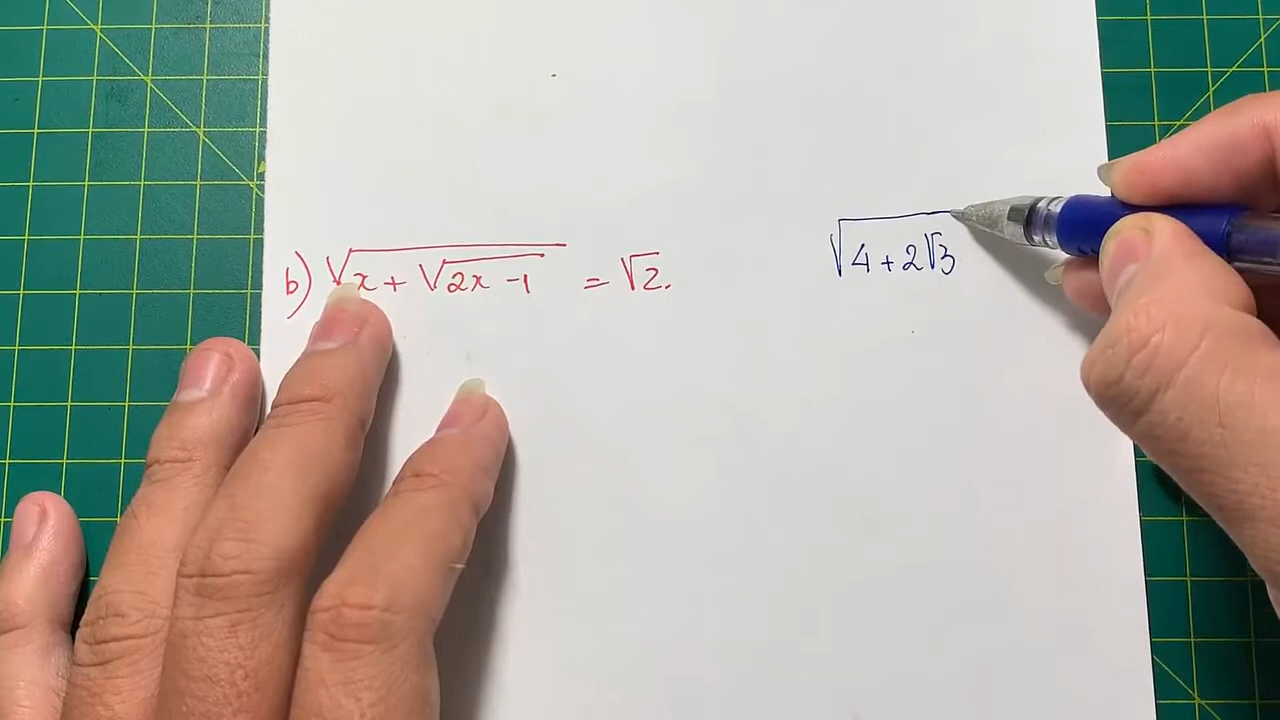 b) √(x + √(2x - 1)) = √2.
√(4 + 2√3)